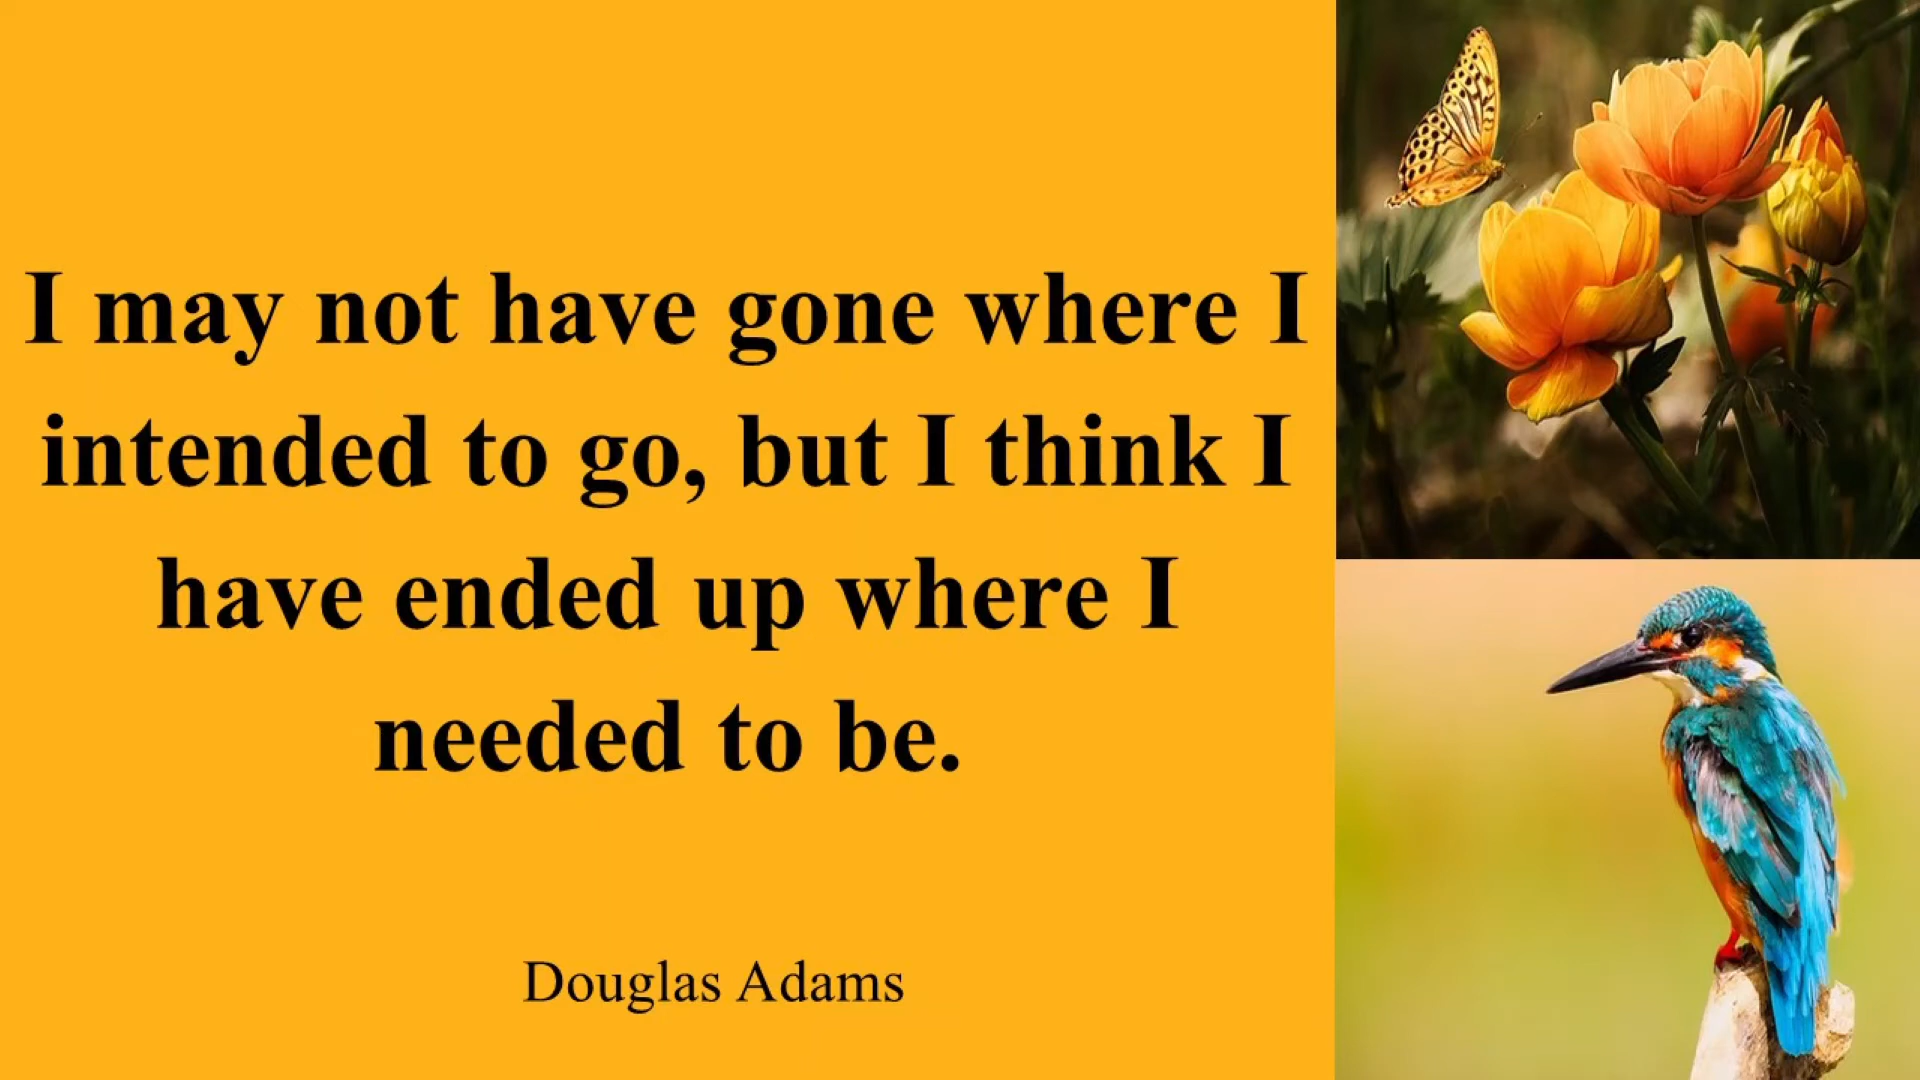 I may not have gone where I
intended to go, but I think I
have ended up where I
needed to be.
Douglas Adams